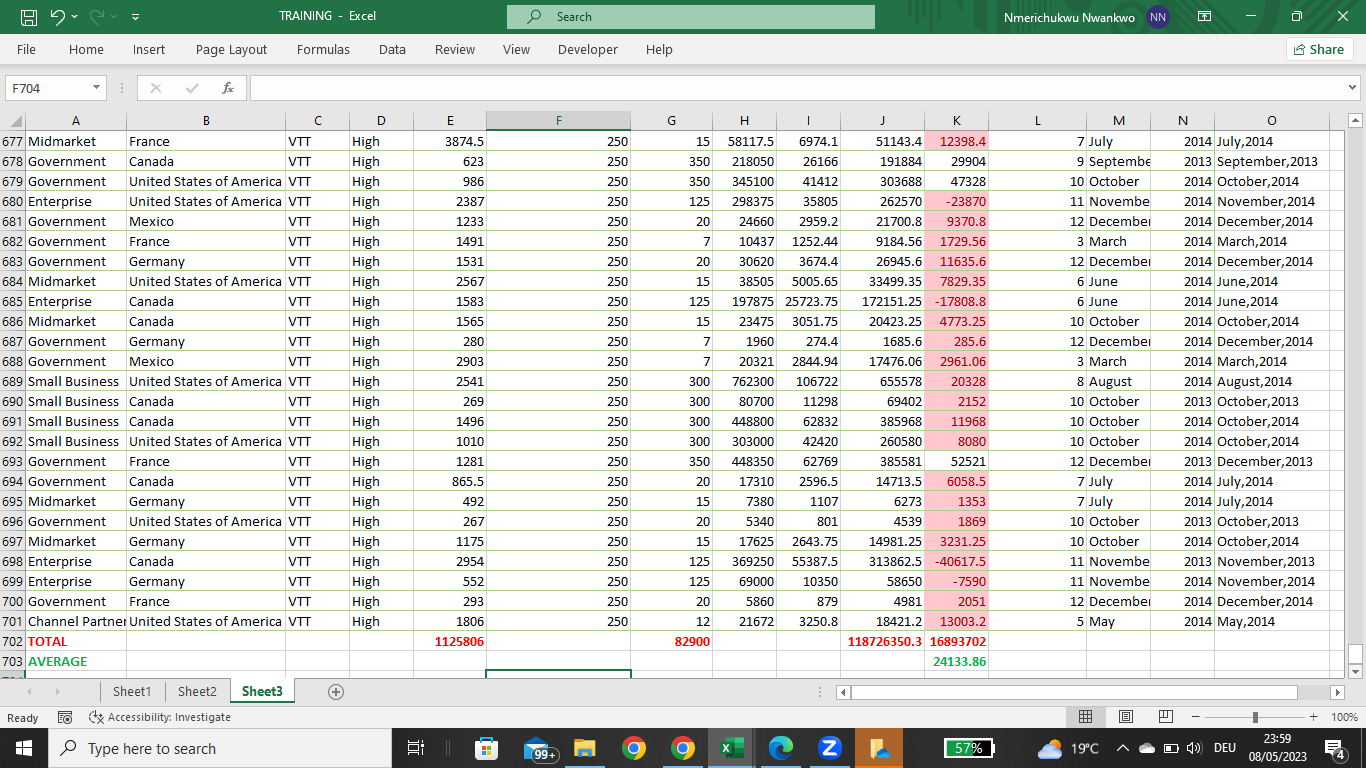 TRAINING - Excel
Search
Nmerichukwu Nwankwo NN
File Home Insert Page Layout Formulas Data Review View Developer Help Share
F704 fx
A B C D E F G H I J K L M N O
677 Midmarket France VTT High 3874.5 250 15 58117.5 6974.1 51143.4 12398.4 7 July 2014 July,2014
678 Government Canada VTT High 623 250 350 218050 26166 191884 29904 9 Septembe 2013 September,2013
679 Government United States of America VTT High 986 250 350 345100 41412 303688 47328 10 October 2014 October,2014
680 Enterprise United States of America VTT High 2387 250 125 298375 35805 262570 -23870 11 Novembe 2014 November,2014
681 Government Mexico VTT High 1233 250 20 24660 2959.2 21700.8 9370.8 12 December 2014 December,2014
682 Government France VTT High 1491 250 7 10437 1252.44 9184.56 1729.56 3 March 2014 March,2014
683 Government Germany VTT High 1531 250 20 30620 3674.4 26945.6 11635.6 12 December 2014 December,2014
684 Midmarket United States of America VTT High 2567 250 15 38505 5005.65 33499.35 7829.35 6 June 2014 June,2014
685 Enterprise Canada VTT High 1583 250 125 197875 25723.75 172151.25 -17808.8 6 June 2014 June,2014
686 Midmarket Canada VTT High 1565 250 15 23475 3051.75 20423.25 4773.25 10 October 2014 October,2014
687 Government Germany VTT High 280 250 7 1960 274.4 1685.6 285.6 12 December 2014 December,2014
688 Government Mexico VTT High 2903 250 7 20321 2844.94 17476.06 2961.06 3 March 2014 March,2014
689 Small Business United States of America VTT High 2541 250 300 762300 106722 655578 20328 8 August 2014 August,2014
690 Small Business Canada VTT High 269 250 300 80700 11298 69402 2152 10 October 2013 October,2013
691 Small Business Canada VTT High 1496 250 300 448800 62832 385968 11968 10 October 2014 October,2014
692 Small Business United States of America VTT High 1010 250 300 303000 42420 260580 8080 10 October 2014 October,2014
693 Government France VTT High 1281 250 350 448350 62769 385581 52521 12 December 2013 December,2013
694 Government Canada VTT High 865.5 250 20 17310 2596.5 14713.5 6058.5 7 July 2014 July,2014
695 Midmarket Germany VTT High 492 250 15 7380 1107 6273 1353 7 July 2014 July,2014
696 Government United States of America VTT High 267 250 20 5340 801 4539 1869 10 October 2013 October,2013
697 Midmarket Germany VTT High 1175 250 15 17625 2643.75 14981.25 3231.25 10 October 2014 October,2014
698 Enterprise Canada VTT High 2954 250 125 369250 55387.5 313862.5 -40617.5 11 November 2013 November,2013
699 Enterprise Germany VTT High 552 250 125 69000 10350 58650 -7590 11 Novembe 2014 November,2014
700 Government France VTT High 293 250 20 5860 879 4981 2051 12 December 2014 December,2014
701 Channel Partner United States of America VTT High 1806 250 12 21672 3250.8 18421.2 13003.2 5 May 2014 May,2014
702 TOTAL 1125806 82900 118726350.3 16893702
703 AVERAGE 24133.86
Sheet1 Sheet2 Sheet3
Ready Accessibility: Investigate 100%
Type here to search 99+ 57% 19°C DEU 23:59
08/05/2023 4